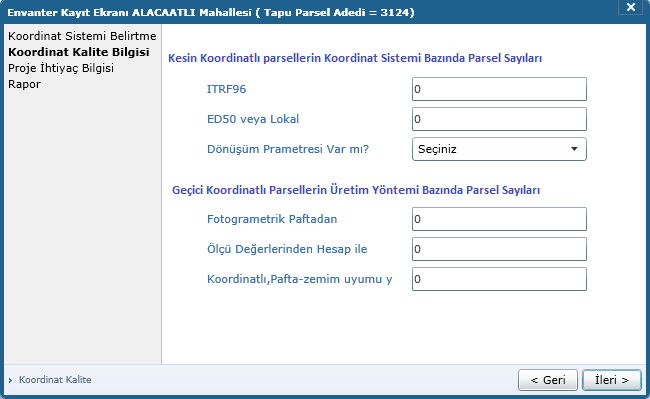 Envanter Kayıt Ekranı ALACAATLI Mahallesi ( Tapu Parsel Adedi = 3124)
Koordinat Sistemi Belirtme
Koordinat Kalite Bilgisi
Proje İhtiyaç Bilgisi
Rapor
Kesin Koordinatlı parsellerin Koordinat Sistemi Bazında Parsel Sayıları
ITRF96 0
ED50 veya Lokal 0
Dönüşüm Prametresi Var mı? Seçiniz
Geçici Koordinatlı Parsellerin Üretim Yöntemi Bazında Parsel Sayıları
Fotogrametrik Paftadan 0
Ölçü Değerlerinden Hesap ile 0
Koordinatlı,Pafta-zemim uyumu y 0
Koordinat Kalite
< Geri İleri >